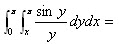 ∫₀^π ∫ₓ^π (sin y / y) dy dx =